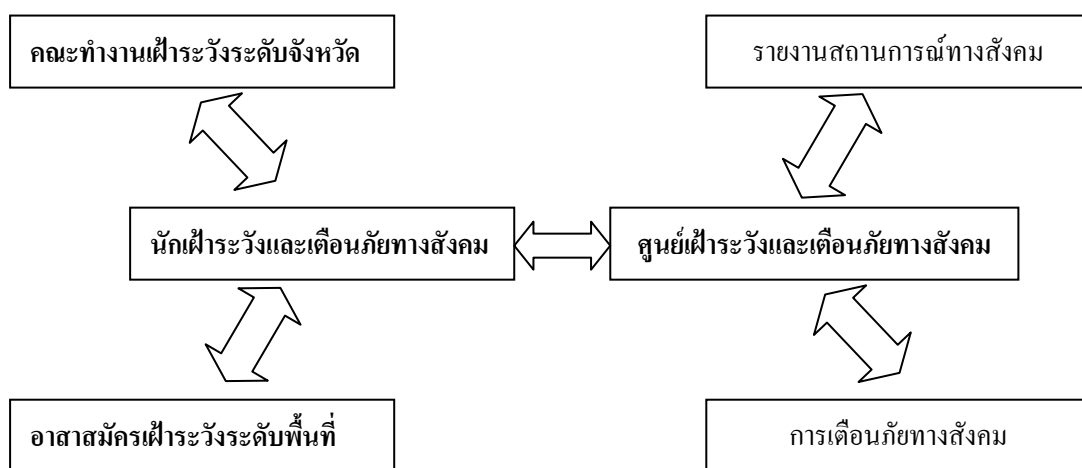 คณะทำงานเฝ้าระวังระดับจังหวัด
รายงานสถานการณ์ทางสังคม
นักเฝ้าระวังและเตือนภัยทางสังคม
ศูนย์เฝ้าระวังและเตือนภัยทางสังคม
อาสาสมัครเฝ้าระวังระดับพื้นที่
การเตือนภัยทางสังคม